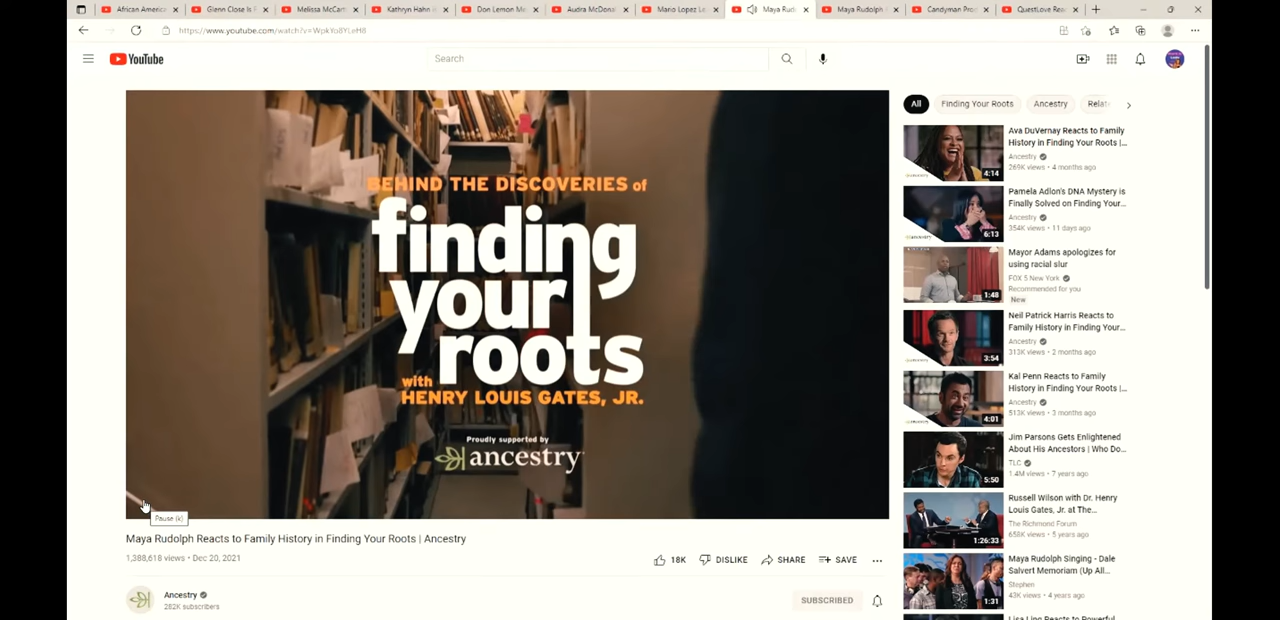 African America
Glenn Close Is R
Melissa McCart
Kathryn Hahn i
Don Lemon Me
Audra McDonal
Mario Lopez Le
Maya Rud
Maya Rudolph
Candyman Prod
QuestLove Rea
YouTube
Search
BEHIND THE DISCOVERIES of
finding
your
roots
with
HENRY LOUIS GATES, JR.
Proudly supported by
ancestry
Pause (k)
Maya Rudolph Reacts to Family History in Finding Your Roots | Ancestry
1,388,618 views • Dec 20, 2021
18K DISLIKE SHARE SAVE
Ancestry
282K subscribers
SUBSCRIBED
All Finding Your Roots Ancestry Relat
Ava DuVernay Reacts to Family
History in Finding Your Roots |...
Ancestry
269K views • 4 months ago
4:14
Pamela Adlon's DNA Mystery is
Finally Solved on Finding Your...
Ancestry
354K views • 11 days ago
6:13
Mayor Adams apologizes for
using racial slur
FOX 5 New York
Recommended for you
New
1:48
Neil Patrick Harris Reacts to
Family History in Finding Your...
Ancestry
313K views • 2 months ago
3:54
Kal Penn Reacts to Family
History in Finding Your Roots |...
Ancestry
513K views • 3 months ago
4:01
Jim Parsons Gets Enlightened
About His Ancestors | Who Do...
TLC
1.4M views • 7 years ago
5:50
Russell Wilson with Dr. Henry
Louis Gates, Jr. at The...
The Richmond Forum
658K views • 5 years ago
1:26:33
Maya Rudolph Singing - Dale
Salvert Memoriam (Up All...
Stephen
43K views • 4 years ago
1:31
Lisa Ling Reacts to Powerful